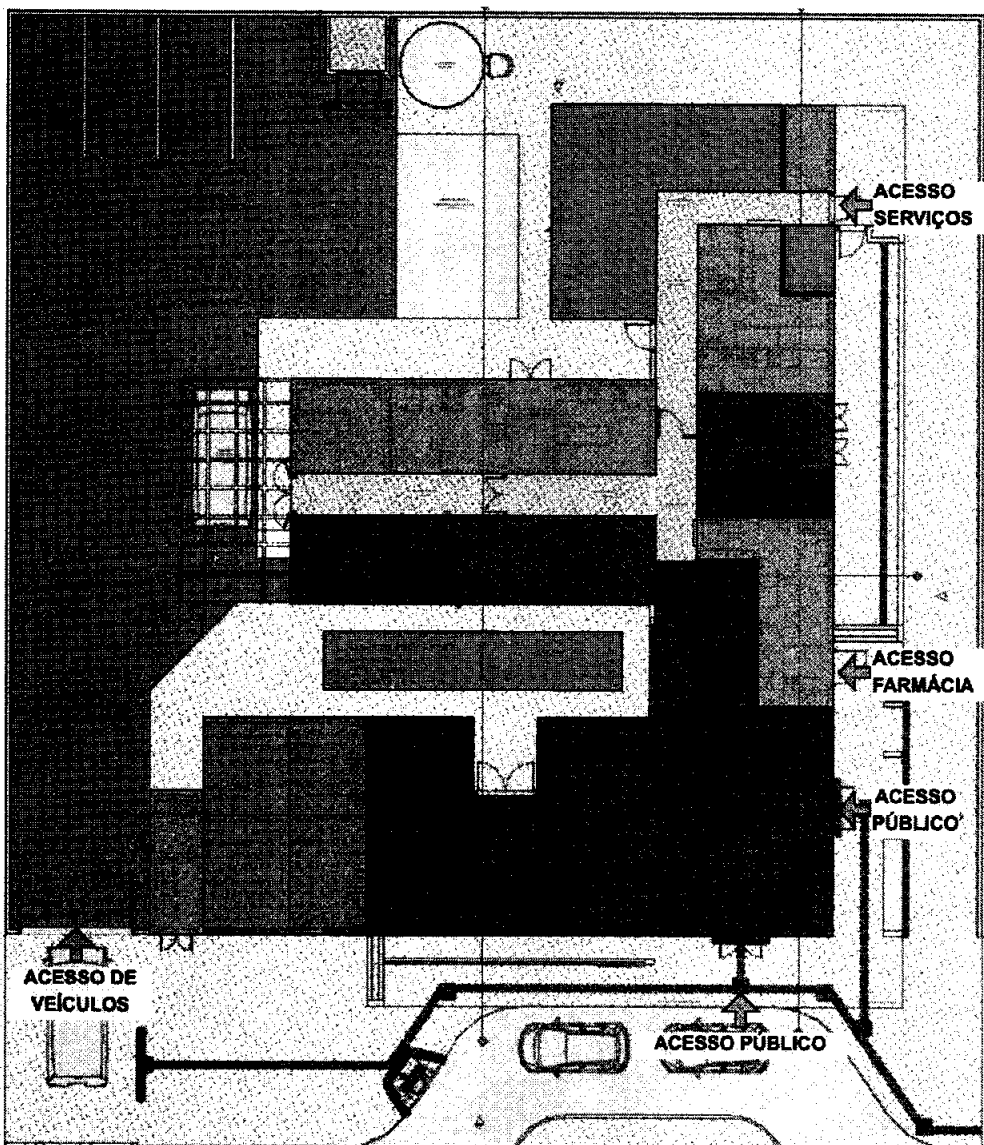 ACESSO
SERVIÇOS
ACESSO
FARMÁCIA
ACESSO
PÚBLICO
ACESSO DE
VEÍCULOS
ACESSO PÚBLICO